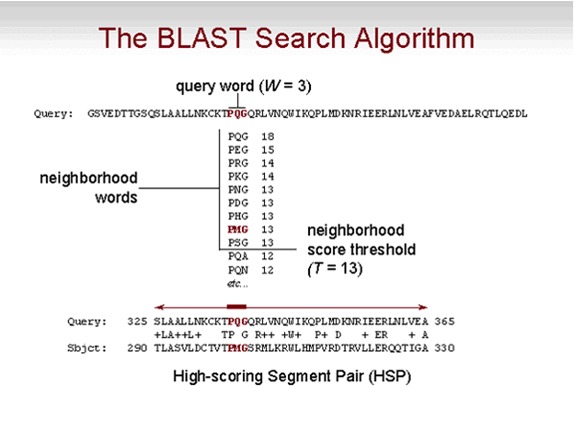 The BLAST Search Algorithm
query word (W = 3)
Query: GSVEDTTGSQSLAALLNKCKTPQGQRLVNQWIKQPLMDKNRIEERLNLVEAFVEDAELRQTLQEDL
PQG 18
PEG 15
PRG 14
PKG 14
neighborhood words
PNG 13
PDG 13
PHG 13
PMG 13
PSG 13
neighborhood score threshold (T = 13)
PQA 12
PQN 12
etc...
Query: 325 SLAALLNKCKTPQGQRLVNQWIKQPLMDKNRIEERLNLVEA 365
+LA++L+ TP G R++ +W+ P+ D + ER + A
Sbjct: 290 TLASVLDCTVTPMGSRMLKRWLHMPVRDTRVLLERQQTIGA 330
High-scoring Segment Pair (HSP)